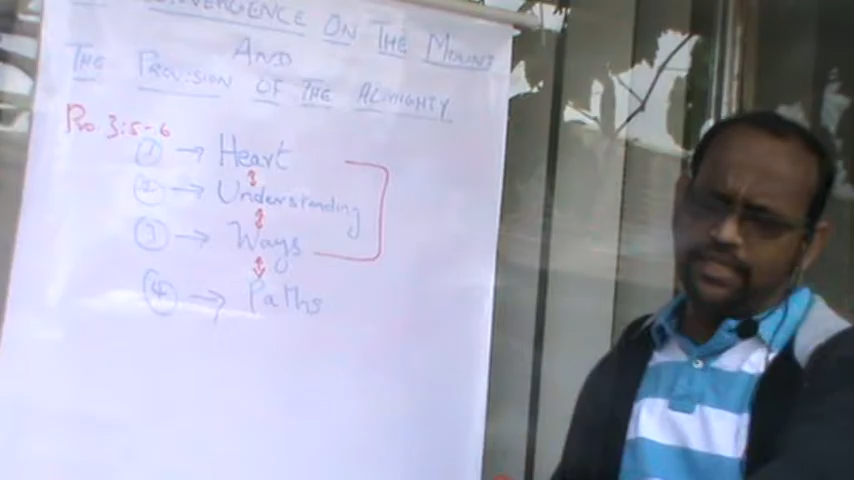 ON THE MOUNT
AND
THE PROVISION OF THE ALMIGHTY
Pro. 3:5-6
1 → Heart
2 → Understanding
3 → Ways
4 → Paths